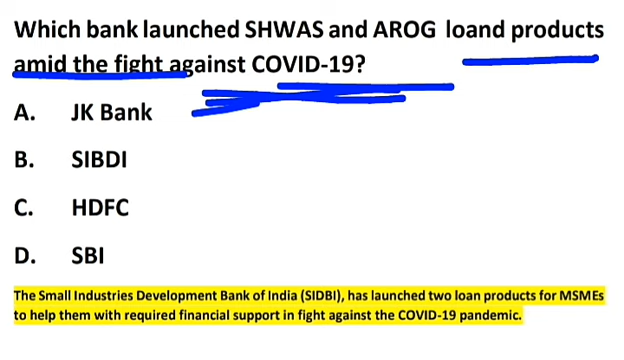 Which bank launched SHWAS and AROG loand products
amid the fight against COVID-19?
A. JK Bank
B. SIBDI
C. HDFC
D. SBI
The Small Industries Development Bank of India (SIDBI), has launched two loan products for MSMEs
to help them with required financial support in fight against the COVID-19 pandemic.